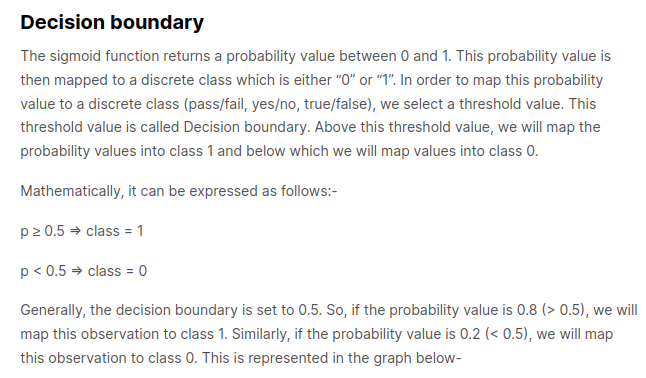 Decision boundary
The sigmoid function returns a probability value between 0 and 1. This probability value is
then mapped to a discrete class which is either “0” or “1”. In order to map this probability
value to a discrete class (pass/fail, yes/no, true/false), we select a threshold value. This
threshold value is called Decision boundary. Above this threshold value, we will map the
probability values into class 1 and below which we will map values into class 0.
Mathematically, it can be expressed as follows:-
p ≥ 0.5 => class = 1
p < 0.5 => class = 0
Generally, the decision boundary is set to 0.5. So, if the probability value is 0.8 (> 0.5), we will
map this observation to class 1. Similarly, if the probability value is 0.2 (< 0.5), we will map
this observation to class 0. This is represented in the graph below-